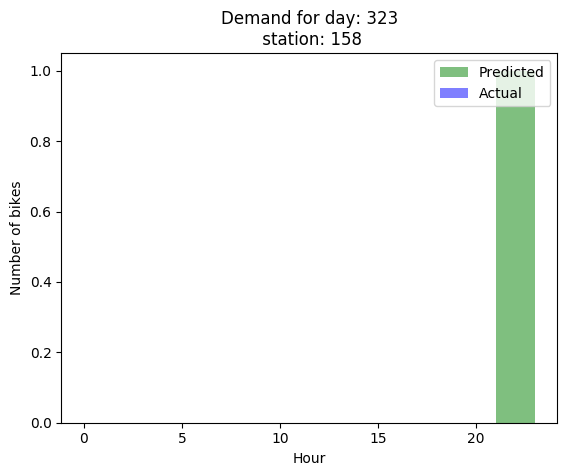 Demand for day: 323
station: 158
Predicted
Actual
1.0
0.8
0.6
0.4
0.2
0.0
Number of bikes
0
5
10
15
20
Hour